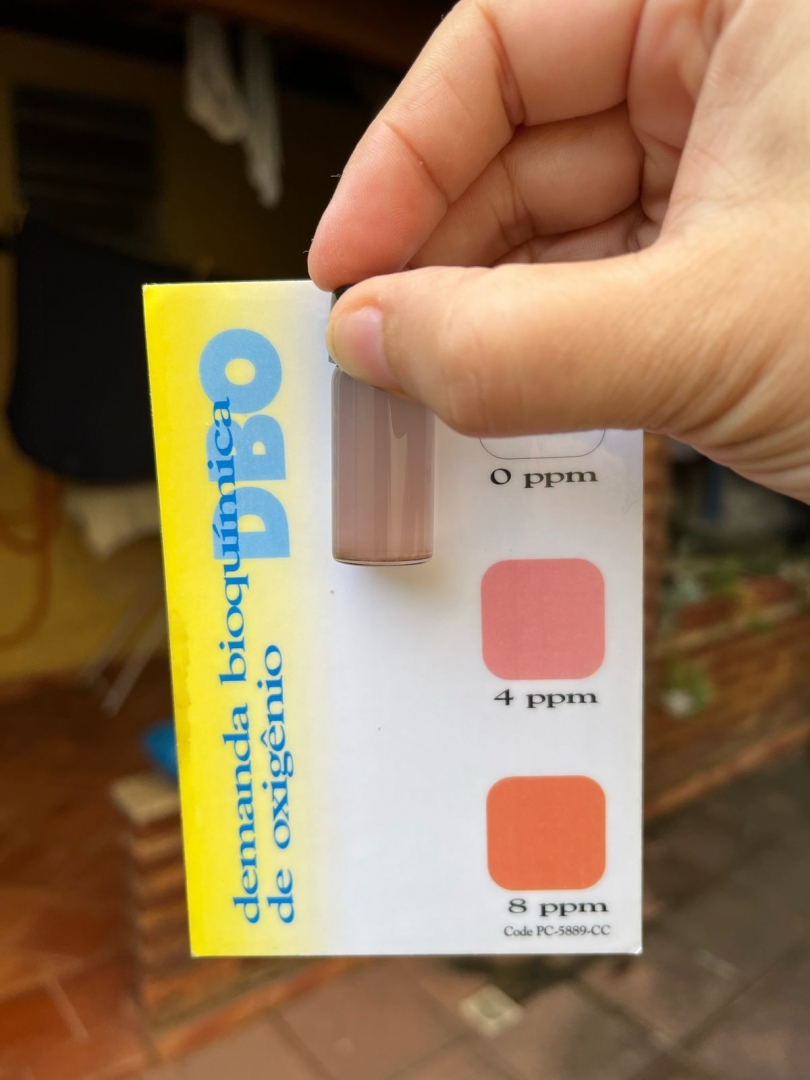 DBO
demanda bioquímica
de oxigênio
0 ppm
4 ppm
8 ppm
Code PC-5889-CC